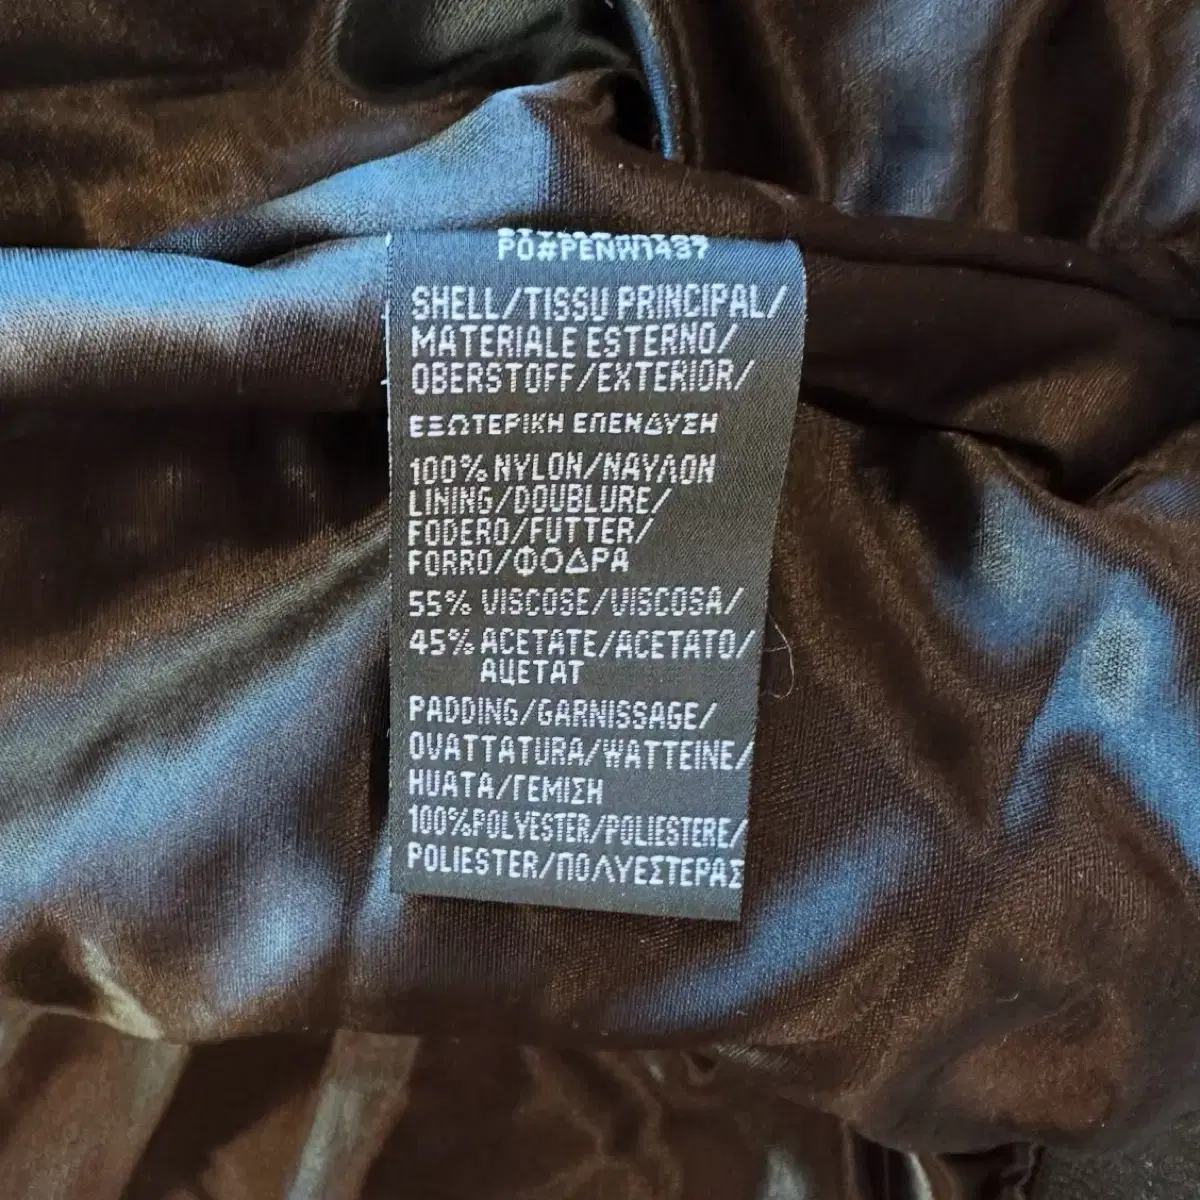 PO#PENW1437
SHELL/TISSU PRINCIPAL/
MATERIALE ESTERNO/
OBERSTOFF/EXTERIOR/
ΕΞΩΤΕΡΙΚΗ ΕΠΕΝΔΥΣΗ
100% NYLON/ΝΑΥΛΟΝ
LINING/DOUBLURE/
FODERO/FUTTER/
FORRO/ΦΟΔΡΑ
55% VISCOSE/VISCOSA/
45% ACETATE/ACETATO/
АЦЕТАТ
PADDING/GARNISSAGE/
OVATTATURA/WATTEINE/
HUATA/ΓΕΜΙΣΗ
100%POLYESTER/POLIESTERE/
POLIESTER/ΠΟΛΥΕΣΤΕΡΑΣ